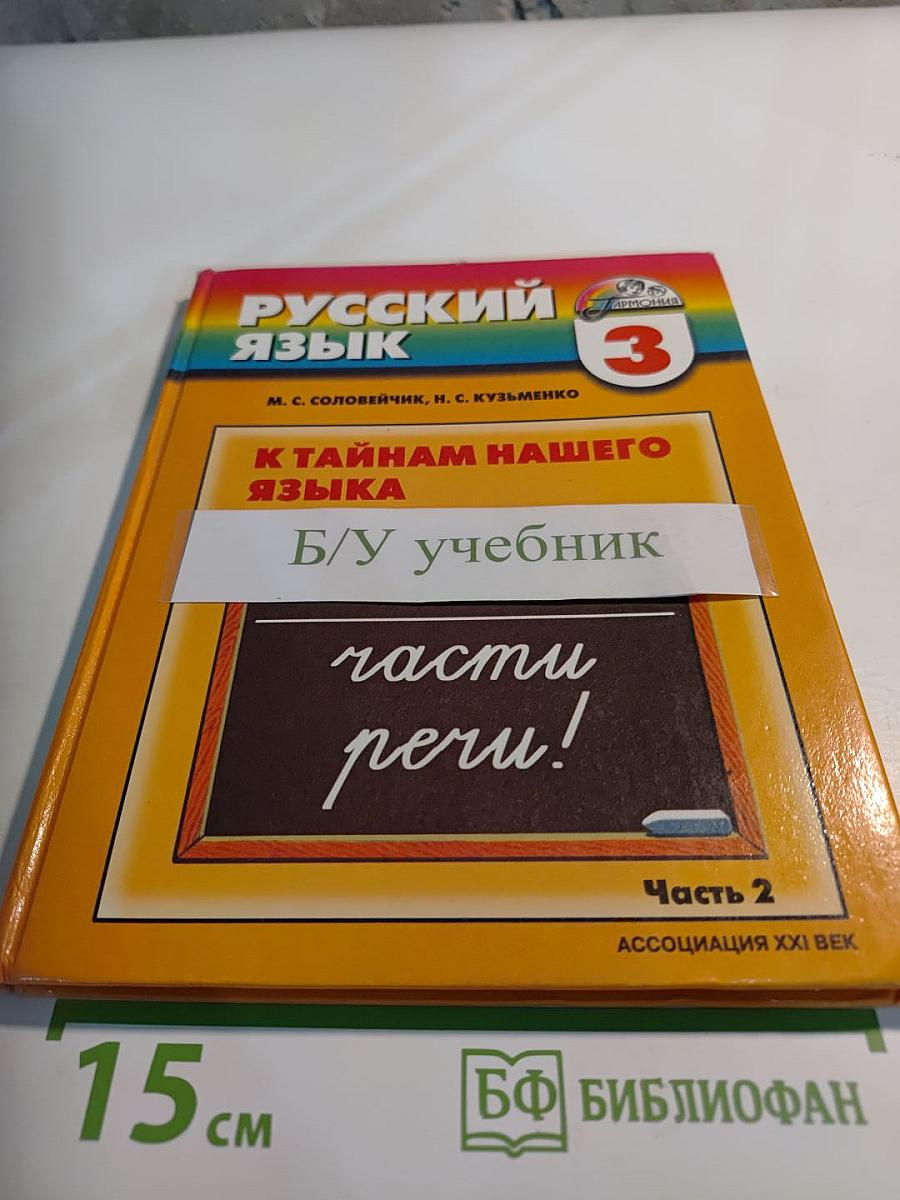 РУССКИЙ
ЯЗЫК
ГАРМОНИЯ
3
М. С. СОЛОВЕЙЧИК, Н. С. КУЗЬМЕНКО
К ТАЙНАМ НАШЕГО
ЯЗЫКА
Б/У учебник
части
речи!
Часть 2
АССОЦИАЦИЯ XXI ВЕК
15 см
БФ БИБЛИОФАН